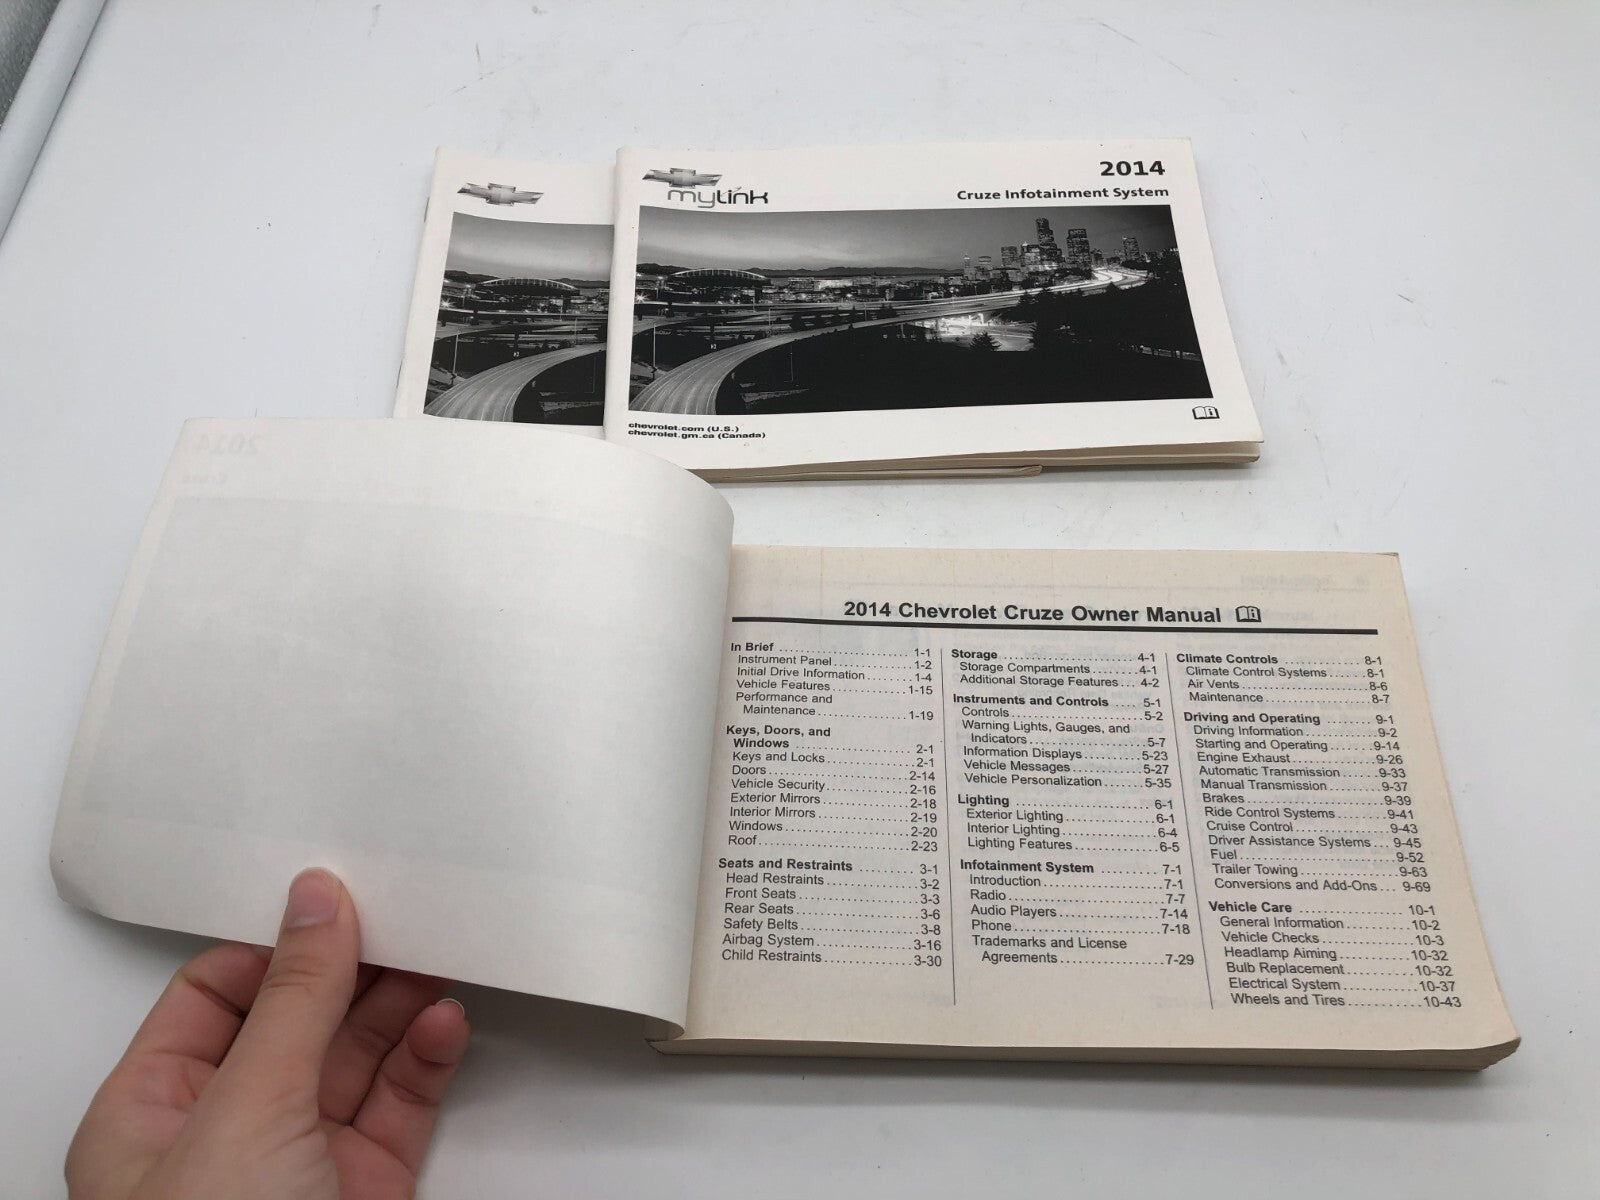 mylink
2014
Cruze Infotainment System
chevrolet.com (U.S.)
chevrolet.gm.ca (Canada)
2014
Cruze
2014 Chevrolet Cruze Owner Manual
In Brief .......................... 1-1
Instrument Panel .............. 1-2
Initial Drive Information ........ 1-4
Vehicle Features .............. 1-15
Performance and
Maintenance ................ 1-19
Keys, Doors, and
Windows .................... 2-1
Keys and Locks ................ 2-1
Doors ........................ 2-14
Vehicle Security .............. 2-16
Exterior Mirrors .............. 2-18
Interior Mirrors .............. 2-19
Windows ...................... 2-20
Roof .......................... 2-23
Seats and Restraints ......... 3-1
Head Restraints .............. 3-2
Front Seats .................. 3-3
Rear Seats .................... 3-6
Safety Belts .................. 3-8
Airbag System ................ 3-16
Child Restraints .............. 3-30
Storage ....................... 4-1
Storage Compartments ........ 4-1
Additional Storage Features ... 4-2
Instruments and Controls .... 5-1
Controls ...................... 5-2
Warning Lights, Gauges, and
Indicators .................. 5-7
Information Displays .......... 5-23
Vehicle Messages .............. 5-27
Vehicle Personalization ....... 5-35
Lighting ...................... 6-1
Exterior Lighting ............. 6-1
Interior Lighting ............. 6-4
Lighting Features ............. 6-5
Infotainment System ......... 7-1
Introduction .................. 7-1
Radio ......................... 7-7
Audio Players ................. 7-14
Phone ......................... 7-18
Trademarks and License
Agreements .................. 7-29
Climate Controls ............. 8-1
Climate Control Systems ...... 8-1
Air Vents ..................... 8-6
Maintenance ................... 8-7
Driving and Operating ........ 9-1
Driving Information ........... 9-2
Starting and Operating ....... 9-14
Engine Exhaust ................ 9-26
Automatic Transmission ...... 9-33
Manual Transmission .......... 9-37
Brakes ........................ 9-39
Ride Control Systems ......... 9-41
Cruise Control ................ 9-43
Driver Assistance Systems ... 9-45
Fuel .......................... 9-52
Trailer Towing ................ 9-63
Conversions and Add-Ons ... 9-69
Vehicle Care .................. 10-1
General Information .......... 10-2
Vehicle Checks ................ 10-3
Headlamp Aiming .............. 10-32
Bulb Replacement ............. 10-32
Electrical System ............. 10-37
Wheels and Tires .............. 10-43